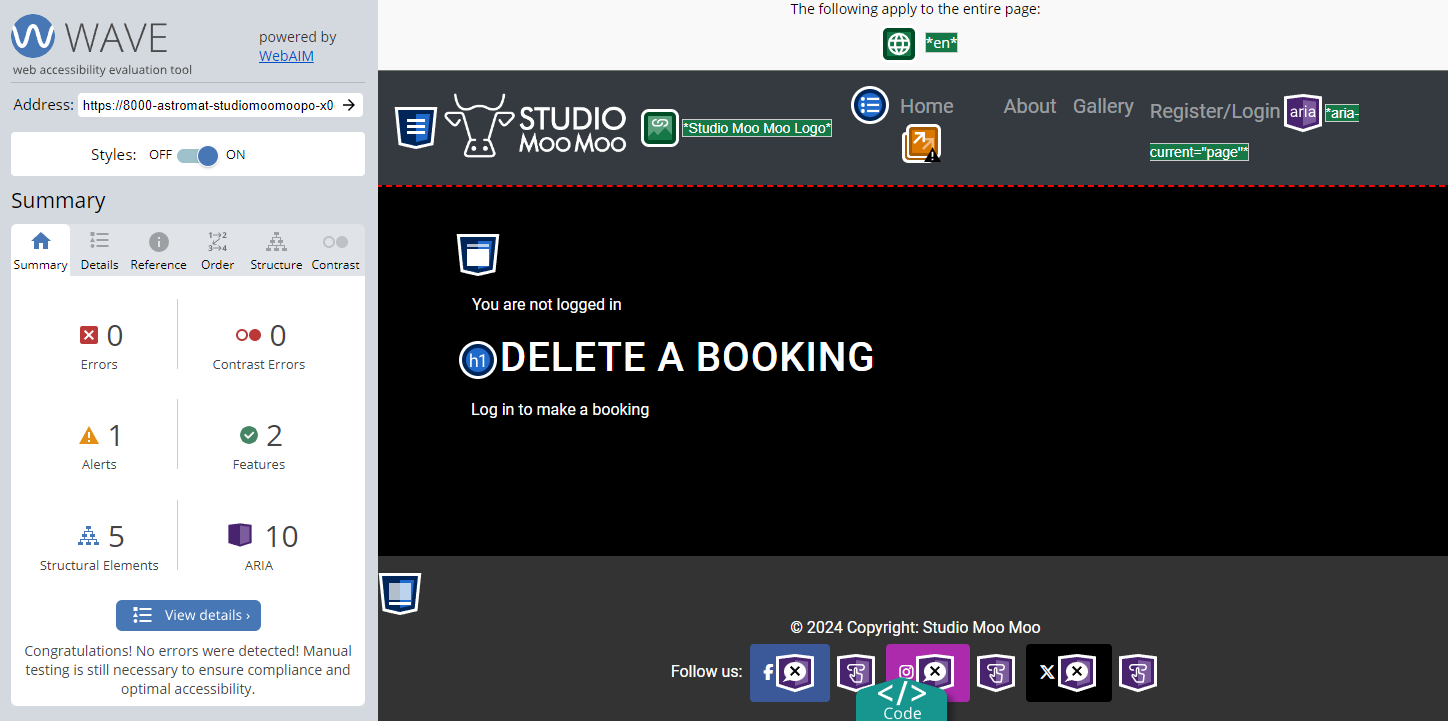 WAVE
powered by
WebAIM
web accessibility evaluation tool
Address: https://8000-astromat-studiomoomoopo-x0
Styles: OFF ON
Summary
Summary Details Reference Order Structure Contrast
0 0
Errors Contrast Errors
1 2
Alerts Features
5 10
Structural Elements ARIA
View details ›
Congratulations! No errors were detected! Manual
testing is still necessary to ensure compliance and
optimal accessibility.
The following apply to the entire page:
*en*
STUDIO
MOO MOO
*Studio Moo Moo Logo*
Home About Gallery Register/Login aria *aria-
current="page"*
You are not logged in
h1 DELETE A BOOKING
Log in to make a booking
© 2024 Copyright: Studio Moo Moo
Follow us:
</>
Code